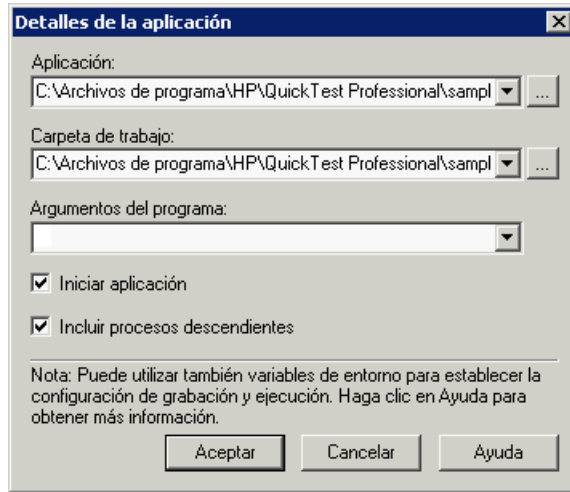 Detalles de la aplicación
Aplicación:
C:\Archivos de programa\HP\QuickTest Professional\sampl
...
Carpeta de trabajo:
C:\Archivos de programa\HP\QuickTest Professional\sampl
...
Argumentos del programa:
Iniciar aplicación
Incluir procesos descendientes
Nota: Puede utilizar también variables de entorno para establecer la
configuración de grabación y ejecución. Haga clic en Ayuda para
obtener más información.
Aceptar Cancelar Ayuda